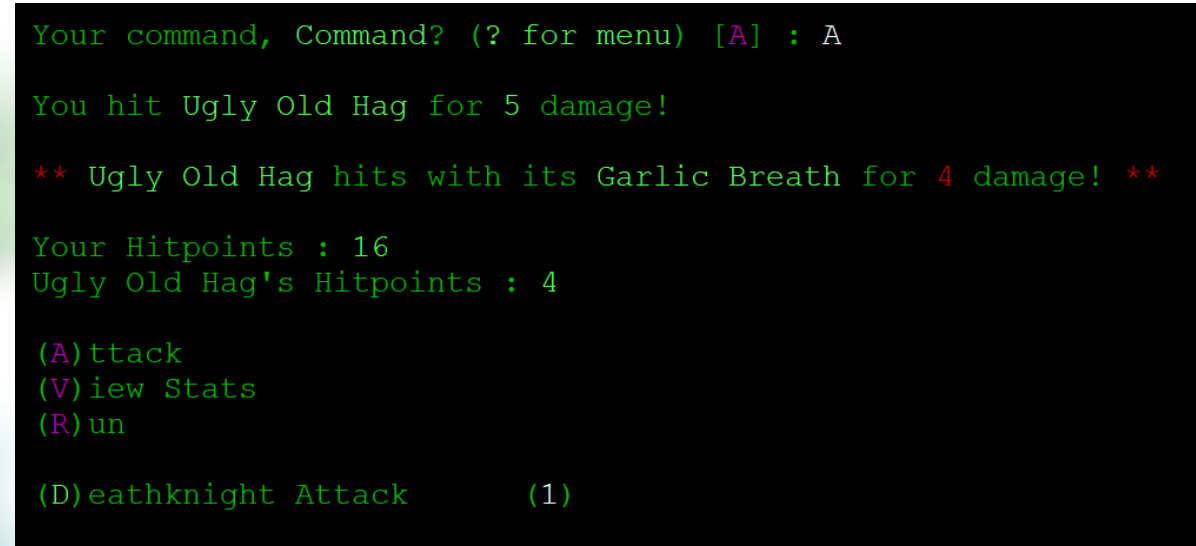 Your command, Command? (? for menu) [A] : A
You hit Ugly Old Hag for 5 damage!
** Ugly Old Hag hits with its Garlic Breath for 4 damage! **
Your Hitpoints : 16
Ugly Old Hag's Hitpoints : 4
(A)ttack
(V)iew Stats
(R)un
(D)eathknight Attack (1)